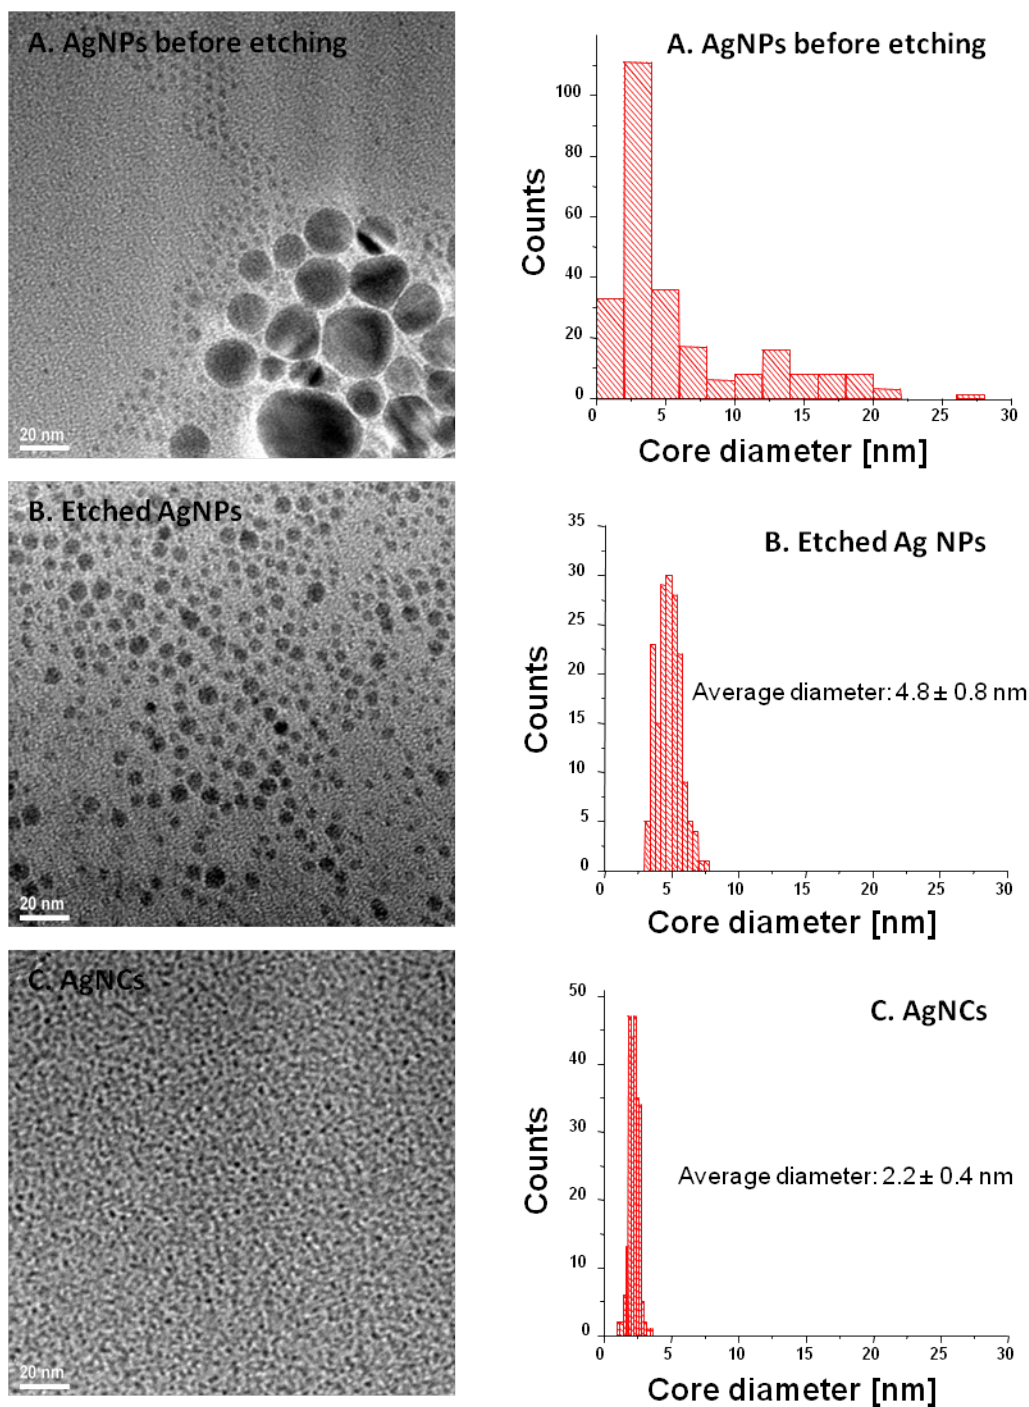 A. AgNPs before etching
20 nm
A. AgNPs before etching
Counts
100
80
60
40
20
0
0 5 10 15 20 25 30
Core diameter [nm]
B. Etched AgNPs
20 nm
B. Etched Ag NPs
Average diameter: 4.8 ± 0.8 nm
Counts
35
30
25
20
15
10
5
0
0 5 10 15 20 25 30
Core diameter [nm]
C. AgNCs
20 nm
C. AgNCs
Average diameter: 2.2 ± 0.4 nm
Counts
50
40
30
20
10
0
0 5 10 15 20 25 30
Core diameter [nm]